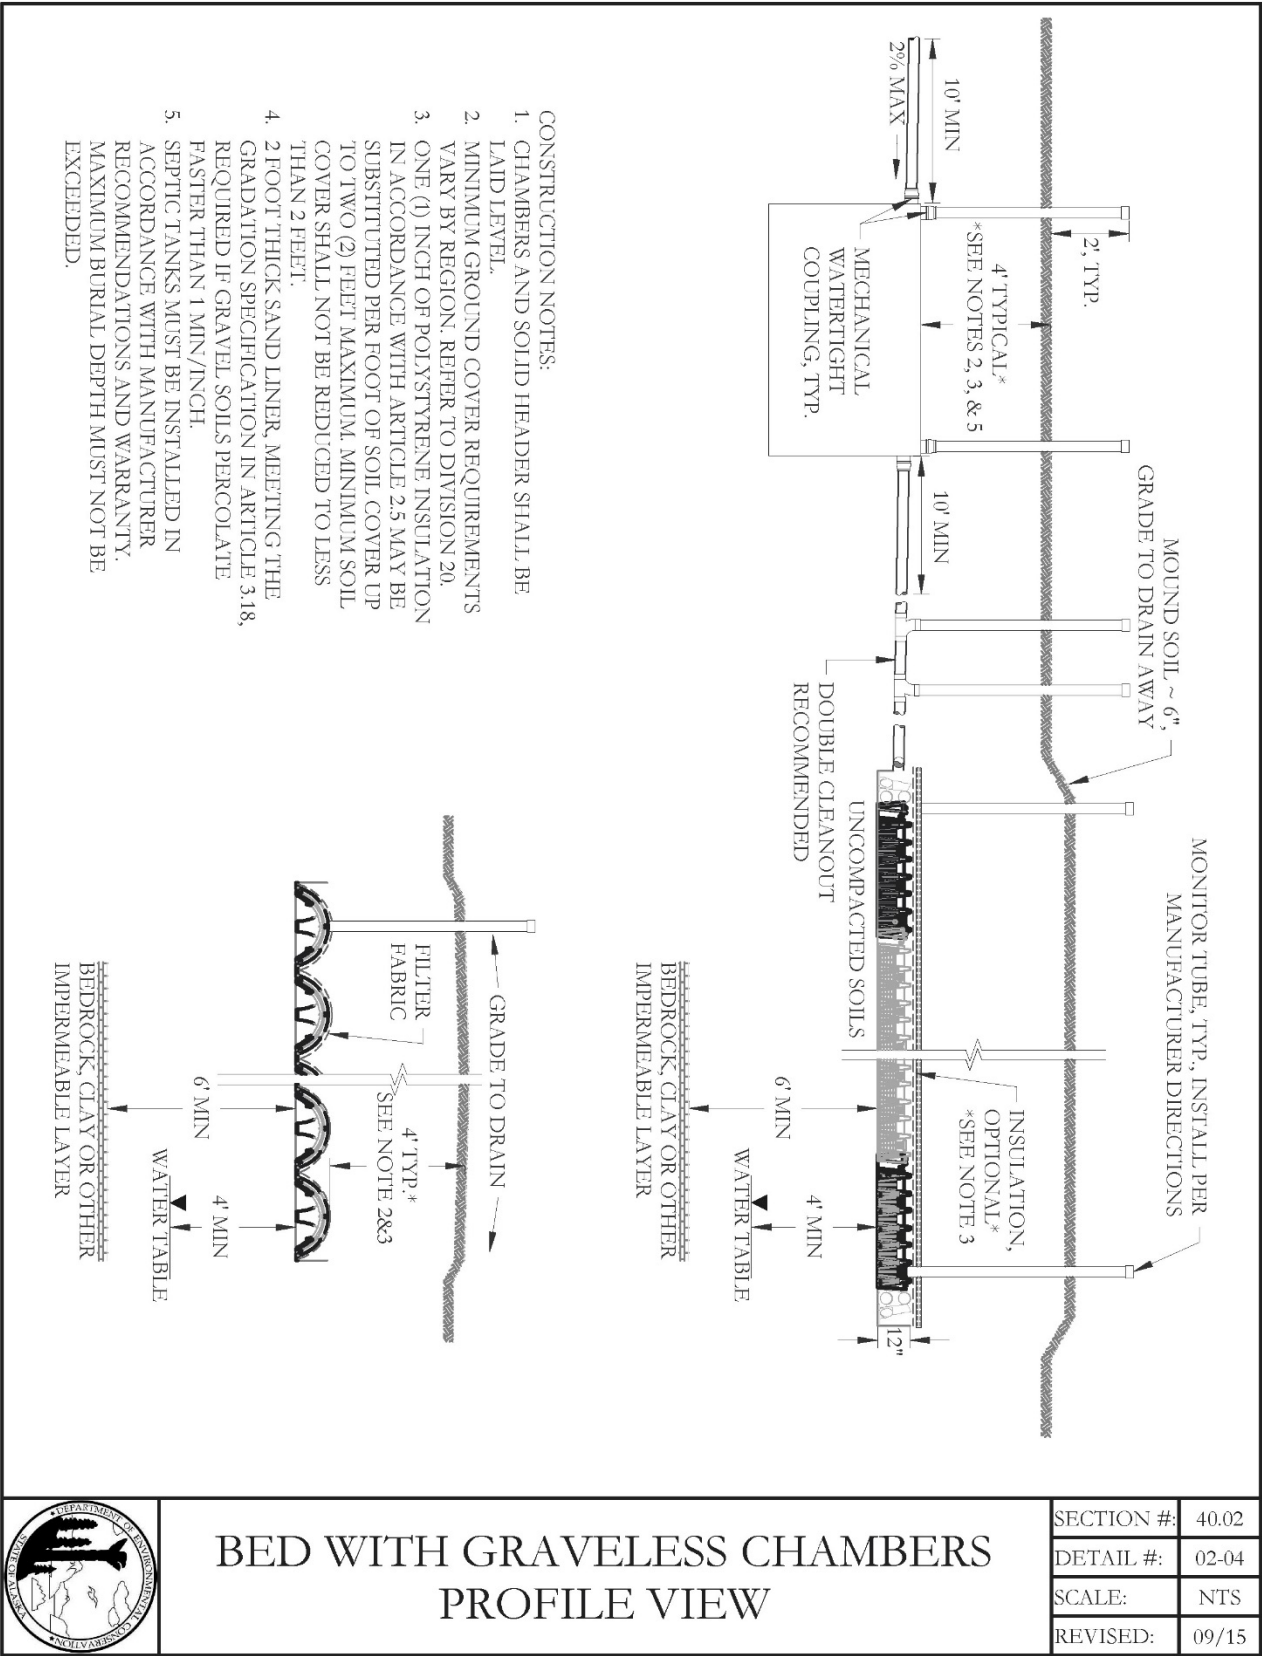 10' MIN
2% MAX
2', TYP.
4' TYPICAL*
*SEE NOTES 2, 3, & 5
MECHANICAL
WATERTIGHT
COUPLING, TYP.
10' MIN
MOUND SOIL ~ 6",
GRADE TO DRAIN AWAY
DOUBLE CLEANOUT
RECOMMENDED
UNCOMPACTED SOILS
MONITOR TUBE, TYP., INSTALL PER
MANUFACTURER DIRECTIONS
INSULATION,
OPTIONAL*
*SEE NOTE 3
12"
6' MIN
4' MIN
WATER TABLE
BEDROCK, CLAY OR OTHER
IMPERMEABLE LAYER
CONSTRUCTION NOTES:
1. CHAMBERS AND SOLID HEADER SHALL BE
LAID LEVEL.
2. MINIMUM GROUND COVER REQUIREMENTS
VARY BY REGION. REFER TO DIVISION 20.
3. ONE (1) INCH OF POLYSTYRENE INSULATION
IN ACCORDANCE WITH ARTICLE 2.5 MAY BE
SUBSTITUTED PER FOOT OF SOIL COVER UP
TO TWO (2) FEET MAXIMUM. MINIMUM SOIL
COVER SHALL NOT BE REDUCED TO LESS
THAN 2 FEET.
4. 2 FOOT THICK SAND LINER, MEETING THE
GRADATION SPECIFICATION IN ARTICLE 3.18,
REQUIRED IF GRAVEL SOILS PERCOLATE
FASTER THAN 1 MIN/INCH.
5. SEPTIC TANKS MUST BE INSTALLED IN
ACCORDANCE WITH MANUFACTURER
RECOMMENDATIONS AND WARRANTY.
MAXIMUM BURIAL DEPTH MUST NOT BE
EXCEEDED.
GRADE TO DRAIN
FILTER
FABRIC
4' TYP.*
*SEE NOTE 2&3
6' MIN
4' MIN
WATER TABLE
BEDROCK, CLAY OR OTHER
IMPERMEABLE LAYER
DEPARTMENT OF ENVIRONMENTAL CONSERVATION
STATE OF ALASKA
BED WITH GRAVELESS CHAMBERS
PROFILE VIEW
SECTION #: 40.02
DETAIL #: 02-04
SCALE: NTS
REVISED: 09/15